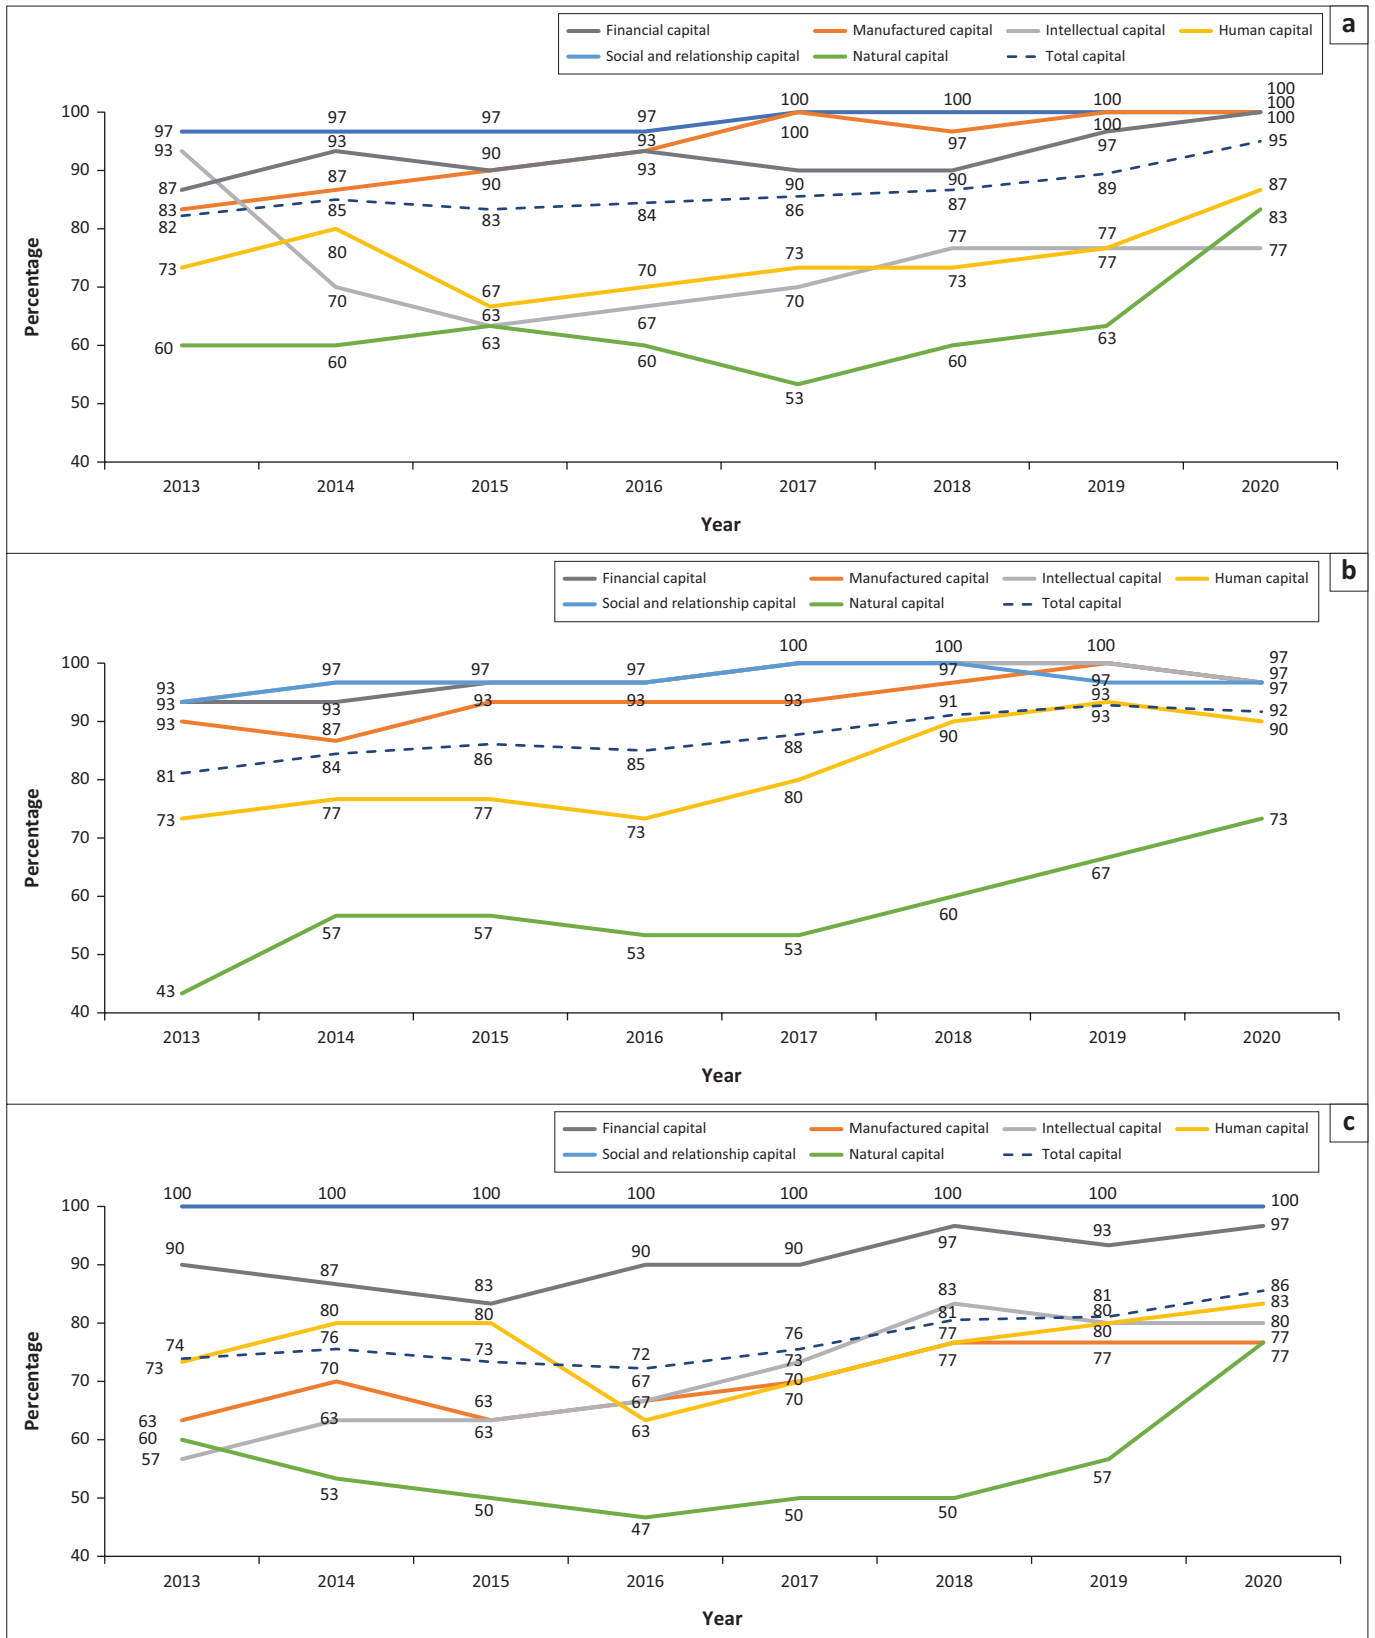 a
Financial capital Manufactured capital Intellectual capital Human capital
Social and relationship capital Natural capital Total capital
100 100 100 100
97 97 97 97 100
100 93 93 100 100
97 90 100 95
93 93 97 97
90 87 90 90 90 87
87 85 83 84 86 87 89 83
83 82 80 73 77 77 77
73 70 67 70 73 77
80 70 63 67 70
60 60 63 60 53 60 63
70
60
50
40
2013 2014 2015 2016 2017 2018 2019 2020
Percentage
Year
b
Financial capital Manufactured capital Intellectual capital Human capital
Social and relationship capital Natural capital Total capital
100 100 100
100 97 97 97 97 97
93 97 97 97
93 93 93 93 93 93
90 93 87 91 93 92
80 81 84 86 85 88 90 90
73 77 77 73 80
70 73
60 57 57 53 53 60 67
50
43
40
2013 2014 2015 2016 2017 2018 2019 2020
Percentage
Year
c
Financial capital Manufactured capital Intellectual capital Human capital
Social and relationship capital Natural capital Total capital
100 100 100 100 100 100 100 100
100
90 87 83 90 90 97 93 97
90
80 80 83 81 86
74 76 73 72 76 81 80 83
80 73 70 63 67 73 77 80 80
70 63 63 63 67 70 77 77 77
60 60 63 70 77
57 53 50 47 50 50 57
50
40
2013 2014 2015 2016 2017 2018 2019 2020
Percentage
Year